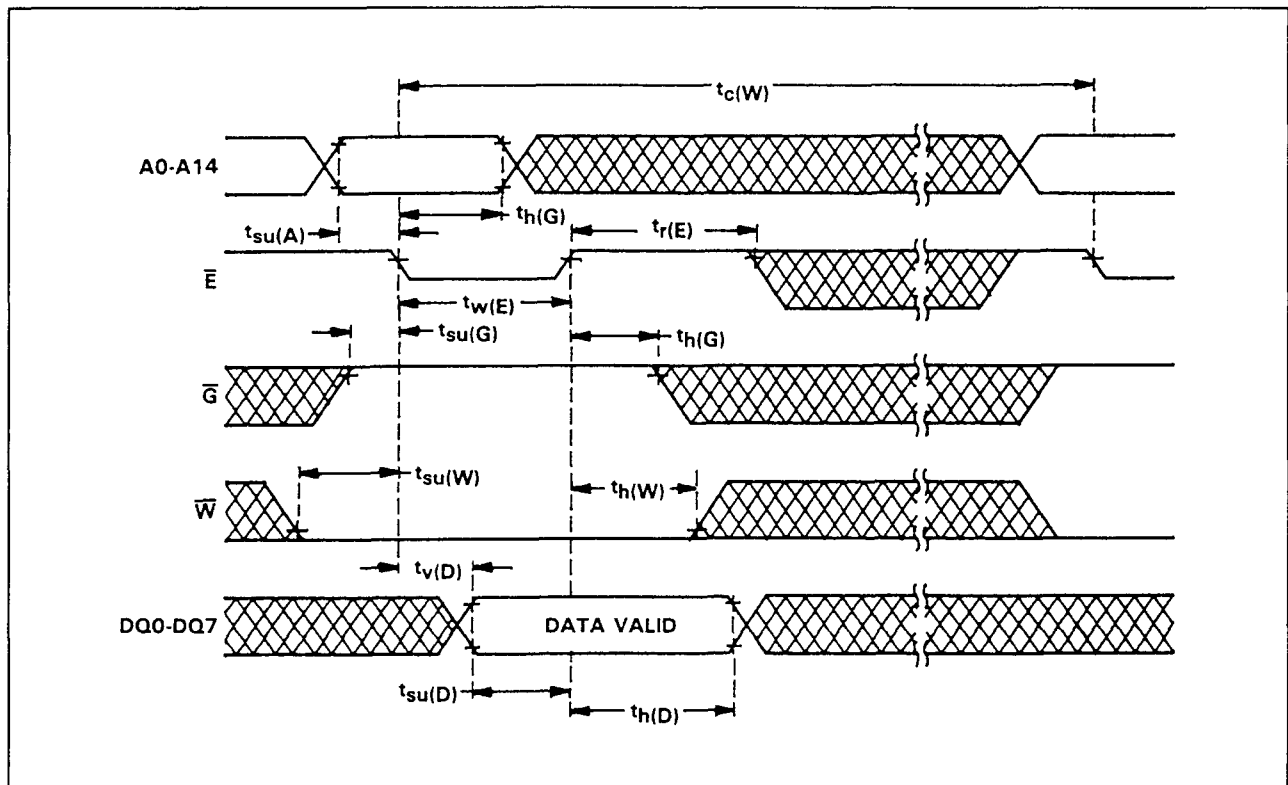 tc(W)
A0-A14
th(G)
tsu(A)
tr(E)
E̅
tw(E)
tsu(G)
th(G)
G̅
tsu(W)
th(W)
W̅
tv(D)
DQ0-DQ7
DATA VALID
tsu(D)
th(D)